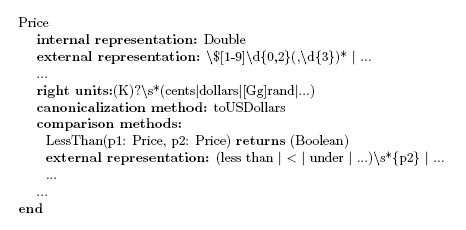 Price
internal representation: Double
external representation: \$[1-9]\d{0,2}(,\d{3})* | ...
...
right units:(K)?\s*(cents|dollars|[Gg]rand|...)
canonicalization method: toUSDollars
comparison methods:
LessThan(p1: Price, p2: Price) returns (Boolean)
external representation: (less than | < | under | ...)\s*{p2} | ...
...
...
end